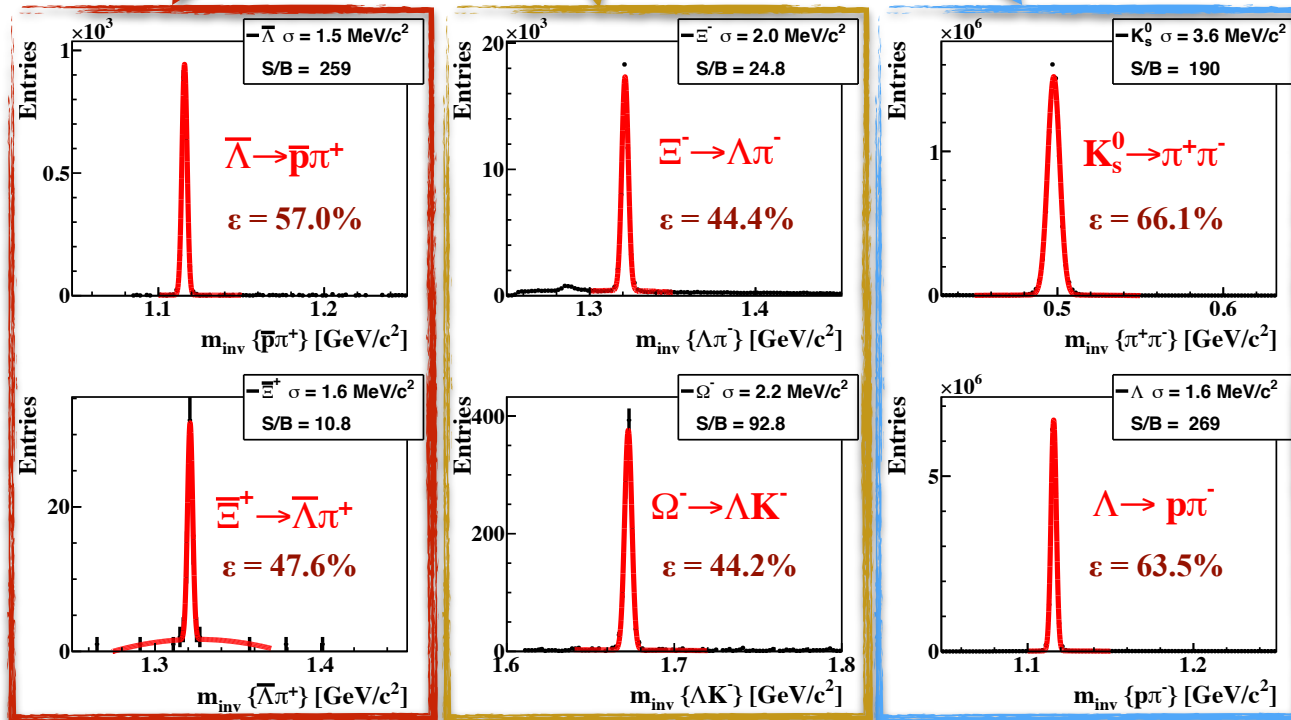 ×10³
– Λ̅ σ = 1.5 MeV/c²
S/B = 259
Entries
1
0.5
0
Λ̅→p̅π⁺
ε = 57.0%
1.1 1.2
m_inv {p̅π⁺} [GeV/c²]
×10³
– Ξ⁻ σ = 2.0 MeV/c²
S/B = 24.8
Entries
20
10
0
Ξ⁻→Λπ⁻
ε = 44.4%
1.3 1.4
m_inv {Λπ⁻} [GeV/c²]
×10⁶
– K_s⁰ σ = 3.6 MeV/c²
S/B = 190
Entries
1
0
K_s⁰→π⁺π⁻
ε = 66.1%
0.5 0.6
m_inv {π⁺π⁻} [GeV/c²]
– Ξ̅⁺ σ = 1.6 MeV/c²
S/B = 10.8
Entries
20
0
Ξ̅⁺→Λ̅π⁺
ε = 47.6%
1.3 1.4
m_inv {Λ̅π⁺} [GeV/c²]
– Ω⁻ σ = 2.2 MeV/c²
S/B = 92.8
Entries
400
200
0
Ω⁻→ΛK⁻
ε = 44.2%
1.6 1.7 1.8
m_inv {ΛK⁻} [GeV/c²]
×10⁶
– Λ σ = 1.6 MeV/c²
S/B = 269
Entries
5
0
Λ→pπ⁻
ε = 63.5%
1.1 1.2
m_inv {pπ⁻} [GeV/c²]